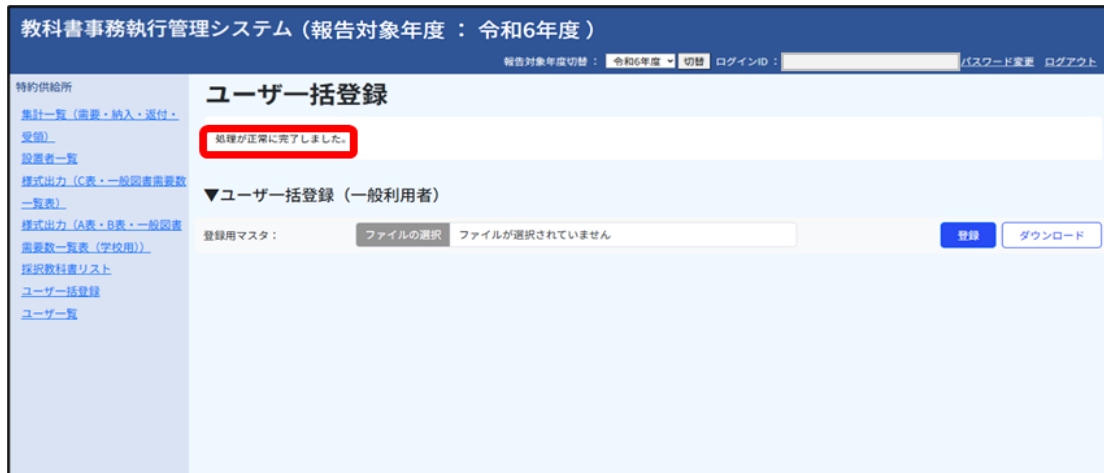 教科書事務執行管理システム（報告対象年度 ： 令和6年度 ）
報告対象年度切替 ： 令和6年度 切替 ログインID ： パスワード変更 ログアウト
特約供給所
集計一覧（需要・納入・返付・
受領）
設置者一覧
様式出力（C表・一般図書需要数
一覧表）
様式出力（A表・B表・一般図書
需要数一覧表（学校用））
採択教科書リスト
ユーザー括登録
ユーザ一覧
ユーザ一括登録
処理が正常に完了しました。
▼ユーザ一括登録（一般利用者）
登録用マスタ： ファイルの選択 ファイルが選択されていません 登録 ダウンロード